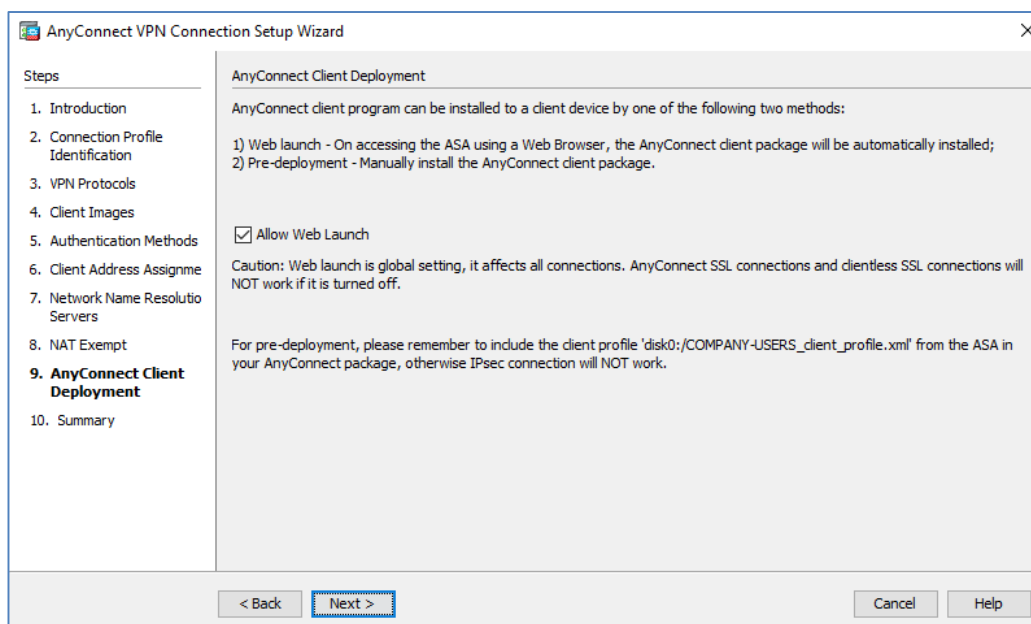 AnyConnect VPN Connection Setup Wizard
Steps
1. Introduction
2. Connection Profile
Identification
3. VPN Protocols
4. Client Images
5. Authentication Methods
6. Client Address Assignme
7. Network Name Resolutio
Servers
8. NAT Exempt
9. AnyConnect Client
Deployment
10. Summary
AnyConnect Client Deployment
AnyConnect client program can be installed to a client device by one of the following two methods:
1) Web launch - On accessing the ASA using a Web Browser, the AnyConnect client package will be automatically installed;
2) Pre-deployment - Manually install the AnyConnect client package.
Allow Web Launch
Caution: Web launch is global setting, it affects all connections. AnyConnect SSL connections and clientless SSL connections will
NOT work if it is turned off.
For pre-deployment, please remember to include the client profile 'disk0:/COMPANY-USERS_client_profile.xml' from the ASA in
your AnyConnect package, otherwise IPsec connection will NOT work.
< Back
Next >
Cancel
Help